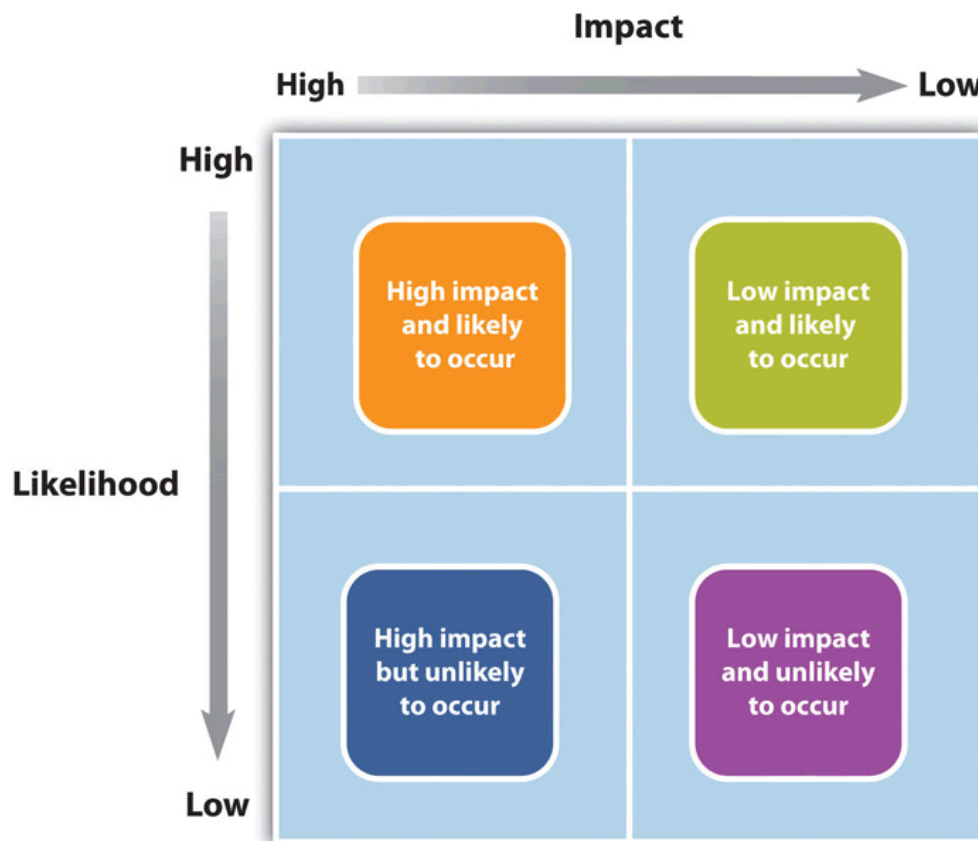 Impact
High
Low
High
High impact
and likely
to occur
Low impact
and likely
to occur
Likelihood
High impact
but unlikely
to occur
Low impact
and unlikely
to occur
Low